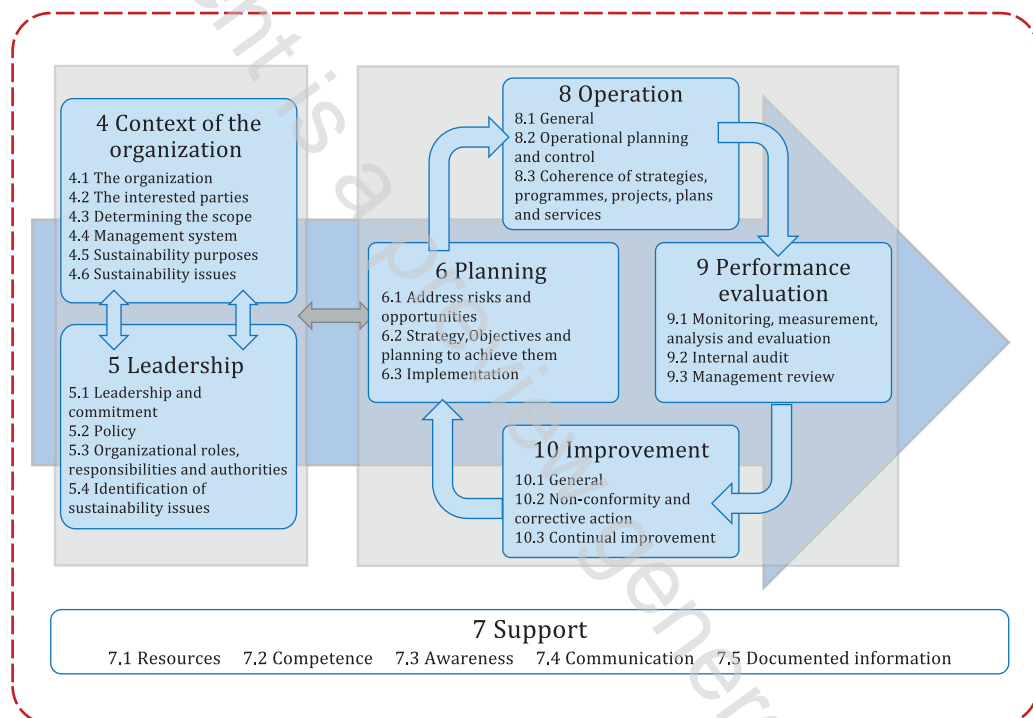 4 Context of the
organization
4.1 The organization
4.2 The interested parties
4.3 Determining the scope
4.4 Management system
4.5 Sustainability purposes
4.6 Sustainability issues
5 Leadership
5.1 Leadership and
commitment
5.2 Policy
5.3 Organizational roles,
responsibilities and authorities
5.4 Identification of
sustainability issues
6 Planning
6.1 Address risks and
opportunities
6.2 Strategy,Objectives and
planning to achieve them
6.3 Implementation
8 Operation
8.1 General
8.2 Operational planning
and control
8.3 Coherence of strategies,
programmes, projects, plans
and services
9 Performance
evaluation
9.1 Monitoring, measurement,
analysis and evaluation
9.2 Internal audit
9.3 Management review
10 Improvement
10.1 General
10.2 Non-conformity and
corrective action
10.3 Continual improvement
7 Support
7.1 Resources 7.2 Competence 7.3 Awareness 7.4 Communication 7.5 Documented information
is a preview